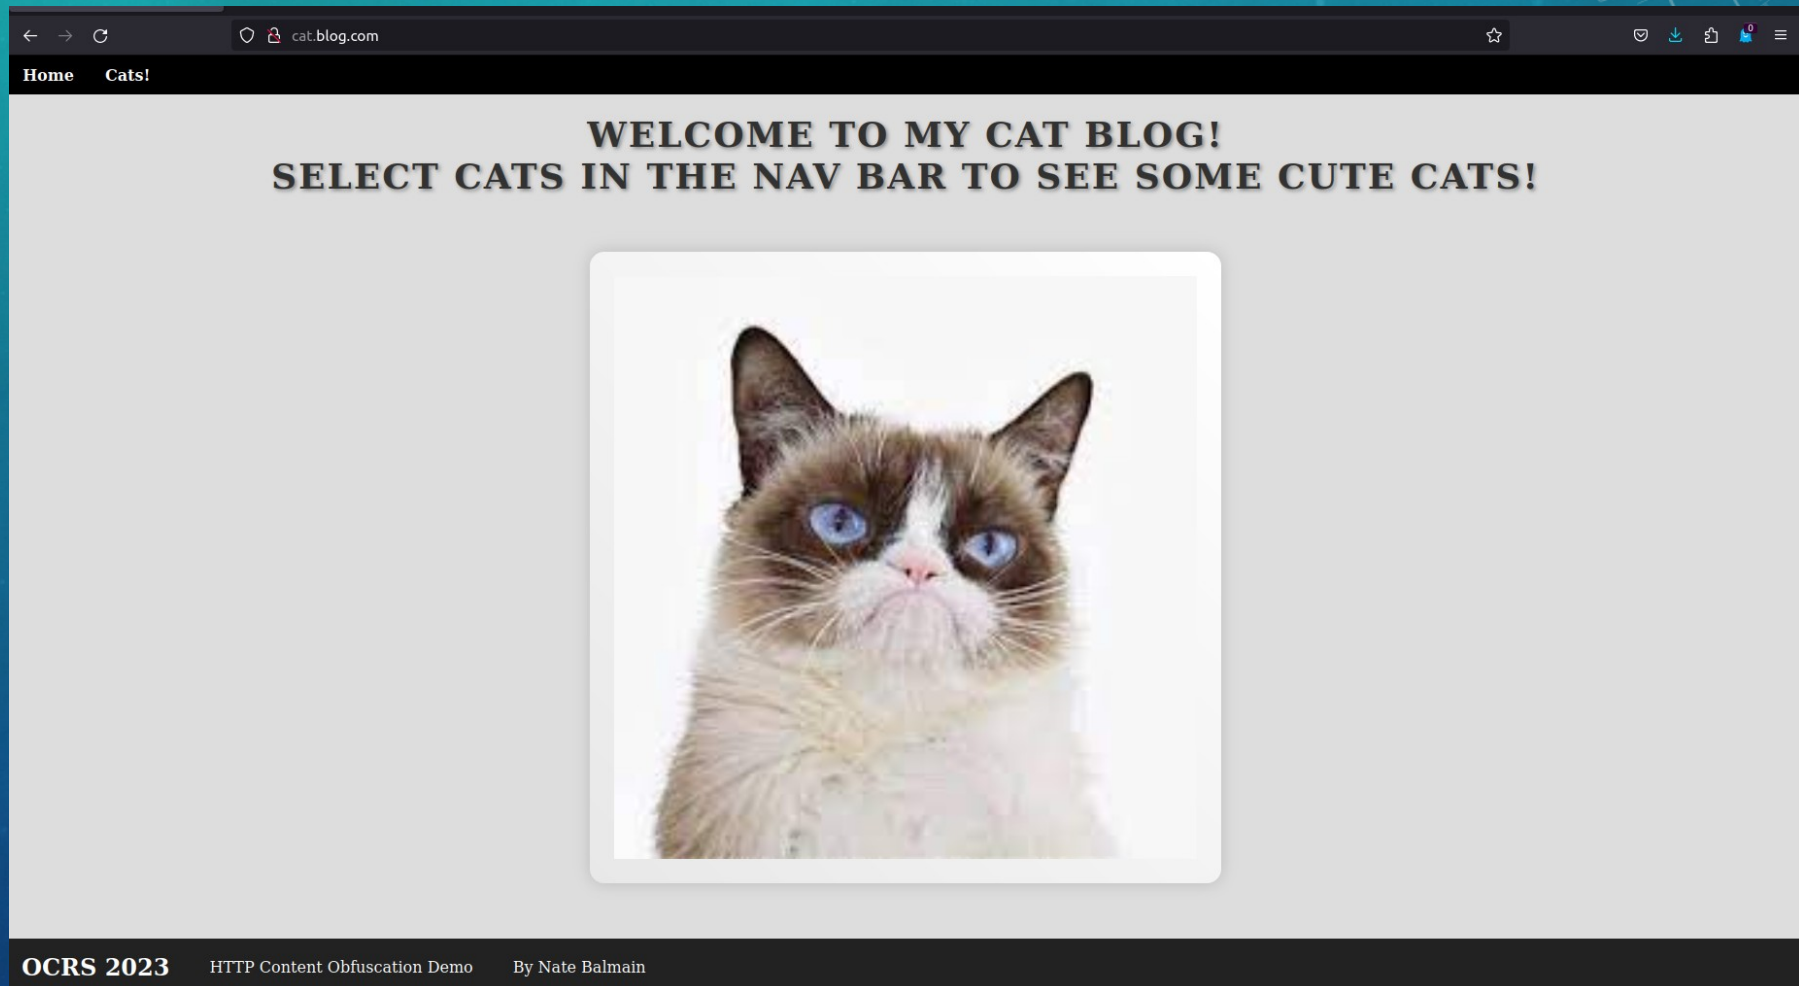 cat.blog.com
0
Home Cats!
WELCOME TO MY CAT BLOG!
SELECT CATS IN THE NAV BAR TO SEE SOME CUTE CATS!
OCRS 2023 HTTP Content Obfuscation Demo By Nate Balmain